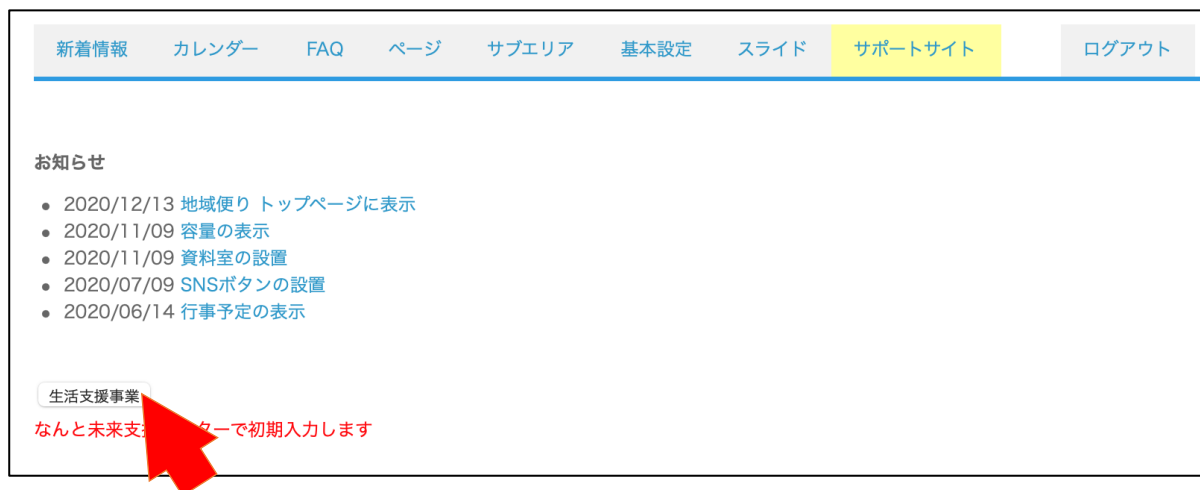 新着情報 カレンダー FAQ ページ サブエリア 基本設定 スライド サポートサイト ログアウト
お知らせ
2020/12/13 地域便り トップページに表示
2020/11/09 容量の表示
2020/11/09 資料室の設置
2020/07/09 SNSボタンの設置
2020/06/14 行事予定の表示
生活支援事業
なんと未来支 ターで初期入力します